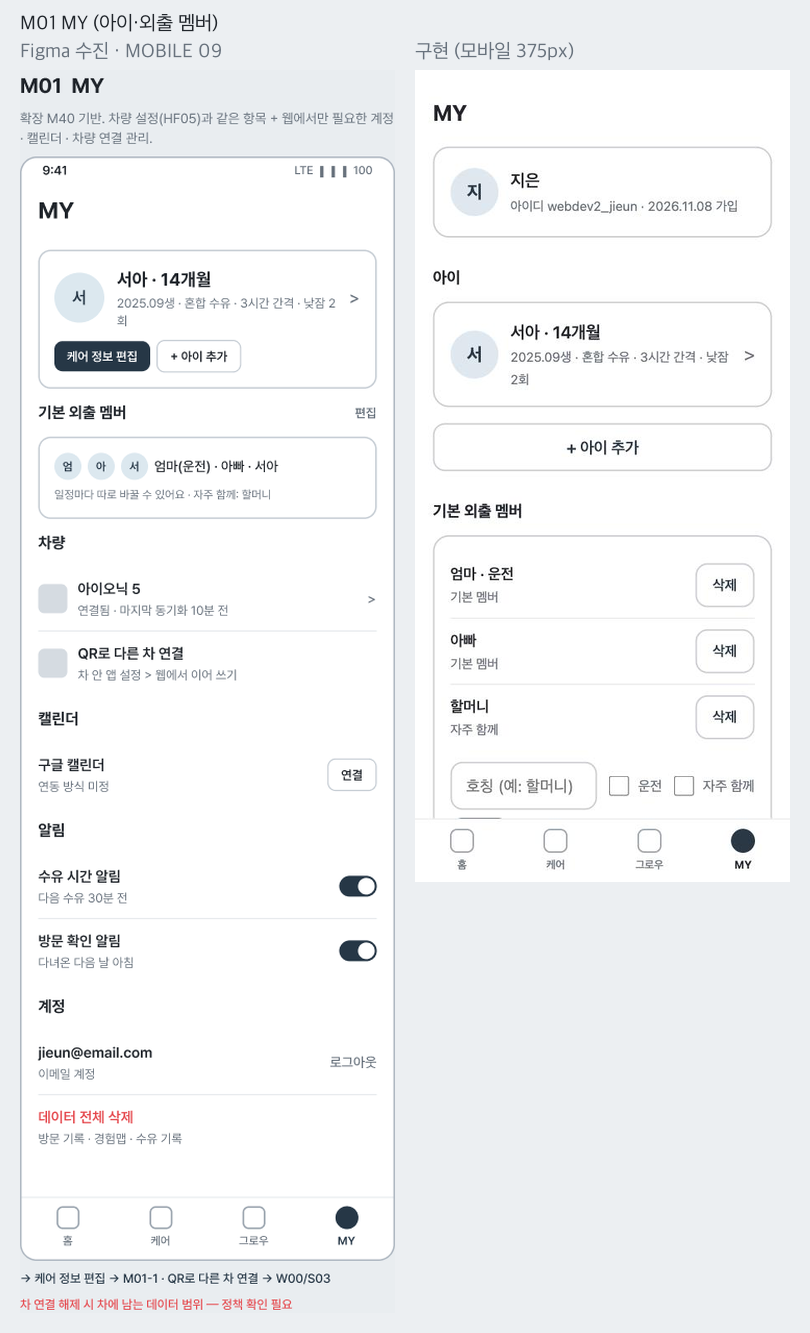 M01 MY (아이·외출 멤버)
Figma 수진 · MOBILE 09
M01 MY
확장 M40 기반. 차량 설정(HF05)과 같은 항목 + 웹에서만 필요한 계정
· 캘린더 · 차량 연결 관리.
9:41
LTE ▌▐ ▐ 100
MY
서
서아 · 14개월
2025.09생 · 혼합 수유 · 3시간 간격 · 낮잠 2
회
>
케어 정보 편집
+ 아이 추가
기본 외출 멤버
편집
엄 아 서 엄마(운전) · 아빠 · 서아
일정마다 따로 바꿀 수 있어요 · 자주 함께: 할머니
차량
아이오닉 5
연결됨 · 마지막 동기화 10분 전
>
QR로 다른 차 연결
차 안 앱 설정 > 웹에서 이어 쓰기
캘린더
구글 캘린더
연동 방식 미정
연결
알림
수유 시간 알림
다음 수유 30분 전
방문 확인 알림
다녀온 다음 날 아침
계정
jieun@email.com
이메일 계정
로그아웃
데이터 전체 삭제
방문 기록 · 경험맵 · 수유 기록
홈 케어 그로우 MY
→ 케어 정보 편집 → M01-1 · QR로 다른 차 연결 → W00/S03
차 연결 해제 시 차에 남는 데이터 범위 — 정책 확인 필요
구현 (모바일 375px)
MY
지
지은
아이디 webdev2_jieun · 2026.11.08 가입
아이
서
서아 · 14개월
2025.09생 · 혼합 수유 · 3시간 간격 · 낮잠
2회
>
+ 아이 추가
기본 외출 멤버
엄마 · 운전
기본 멤버
삭제
아빠
기본 멤버
삭제
할머니
자주 함께
삭제
호칭 (예: 할머니) 운전 자주 함께
홈 케어 그로우 MY